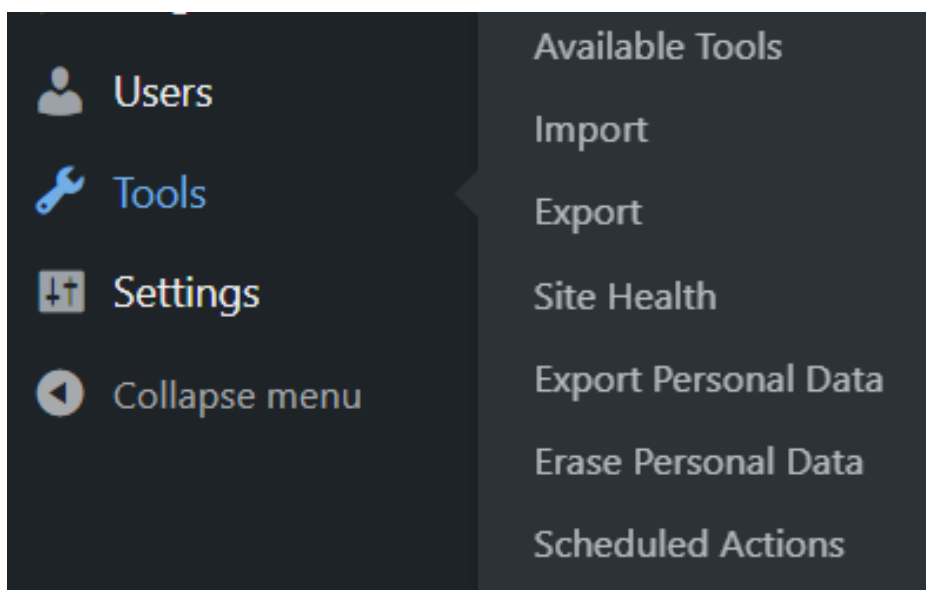 Users
Tools
Settings
Collapse menu
Available Tools
Import
Export
Site Health
Export Personal Data
Erase Personal Data
Scheduled Actions